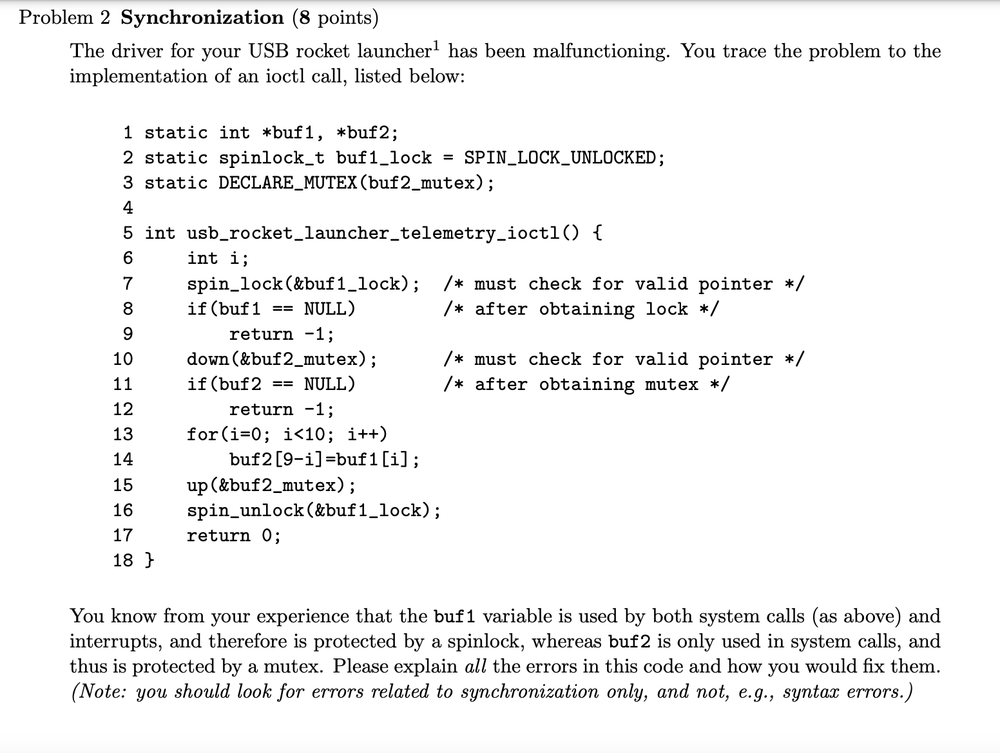 Problem 2 Synchronization (8 points)
The driver for your USB rocket launcher¹ has been malfunctioning. You trace the problem to the
implementation of an ioctl call, listed below:
1 static int *buf1, *buf2;
2 static spinlock_t buf1_lock = SPIN_LOCK_UNLOCKED;
3 static DECLARE_MUTEX(buf2_mutex);
4
5 int usb_rocket_launcher_telemetry_ioctl() {
6     int i;
7     spin_lock(&buf1_lock);  /* must check for valid pointer */
8     if(buf1 == NULL)        /* after obtaining lock */
9         return -1;
10     down(&buf2_mutex);      /* must check for valid pointer */
11     if(buf2 == NULL)        /* after obtaining mutex */
12         return -1;
13     for(i=0; i<10; i++)
14         buf2[9-i]=buf1[i];
15     up(&buf2_mutex);
16     spin_unlock(&buf1_lock);
17     return 0;
18 }
You know from your experience that the buf1 variable is used by both system calls (as above) and
interrupts, and therefore is protected by a spinlock, whereas buf2 is only used in system calls, and
thus is protected by a mutex. Please explain all the errors in this code and how you would fix them.
(Note: you should look for errors related to synchronization only, and not, e.g., syntax errors.)